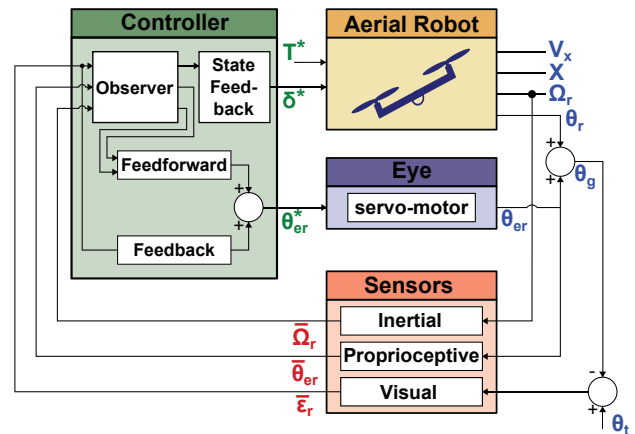 Controller
Aerial Robot
Observer
State
Feed-
back
T*
δ̅*
Vx
X
Ωr
θr
Feedforward
+
+
θ*er
Feedback
Eye
servo-motor
θer
+
+
θg
Sensors
Inertial
Proprioceptive
Visual
Ω̅r
θ̅er
ε̅r
-
+
θt